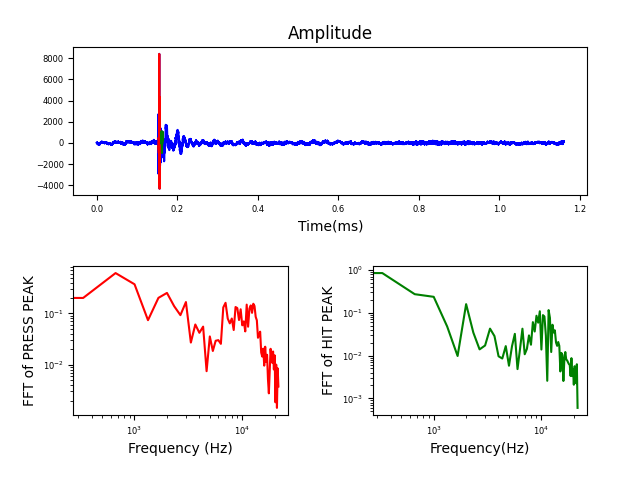 Amplitude
8000
6000
4000
2000
0
−2000
−4000
0.0 0.2 0.4 0.6 0.8 1.0 1.2
Time(ms)
FFT of PRESS PEAK
10⁻¹
10⁻²
10³ 10⁴
Frequency (Hz)
FFT of HIT PEAK
10⁰
10⁻¹
10⁻²
10⁻³
10³ 10⁴
Frequency(Hz)